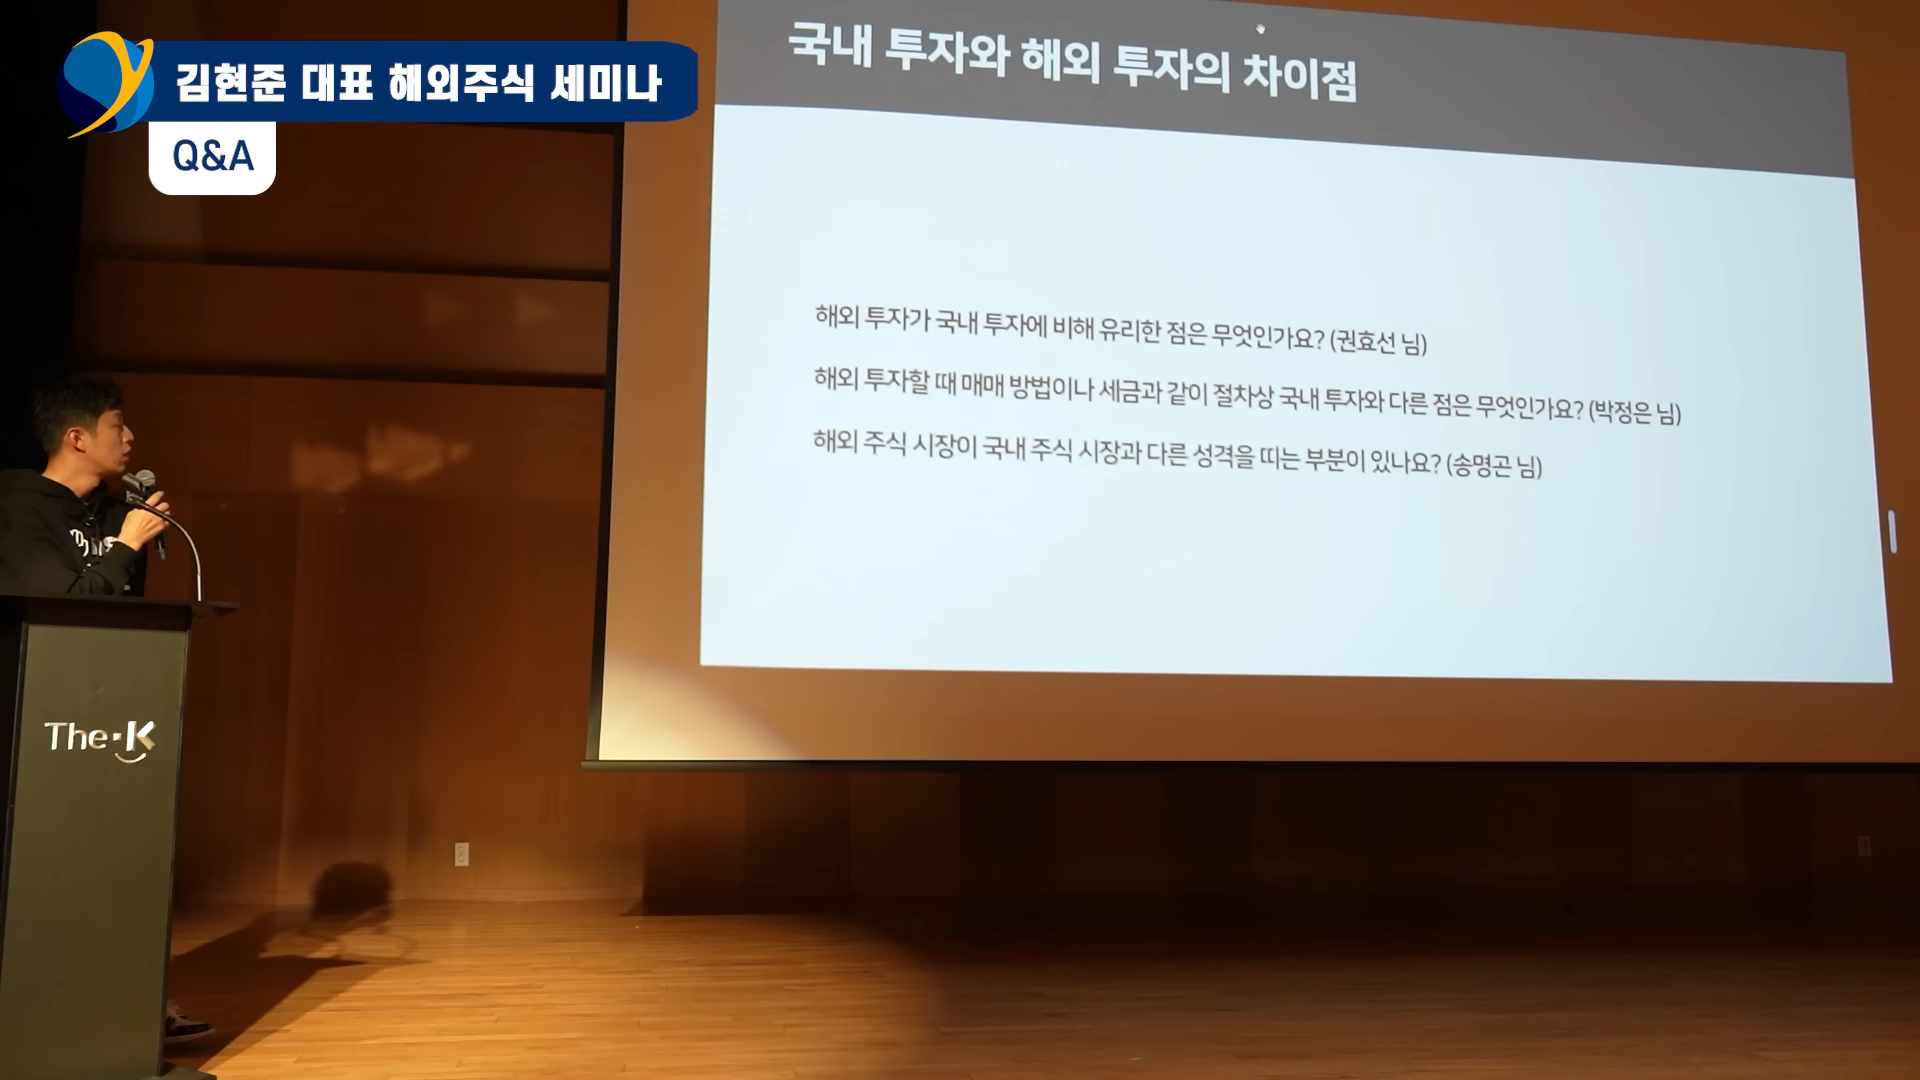 김현준 대표 해외주식 세미나
Q&A
국내 투자와 해외 투자의 차이점
해외 투자가 국내 투자에 비해 유리한 점은 무엇인가요? (권효선 님)
해외 투자할 때 매매 방법이나 세금과 같이 절차상 국내 투자와 다른 점은 무엇인가요? (박정은 님)
해외 주식 시장이 국내 주식 시장과 다른 성격을 띠는 부분이 있나요? (송명곤 님)
The·K